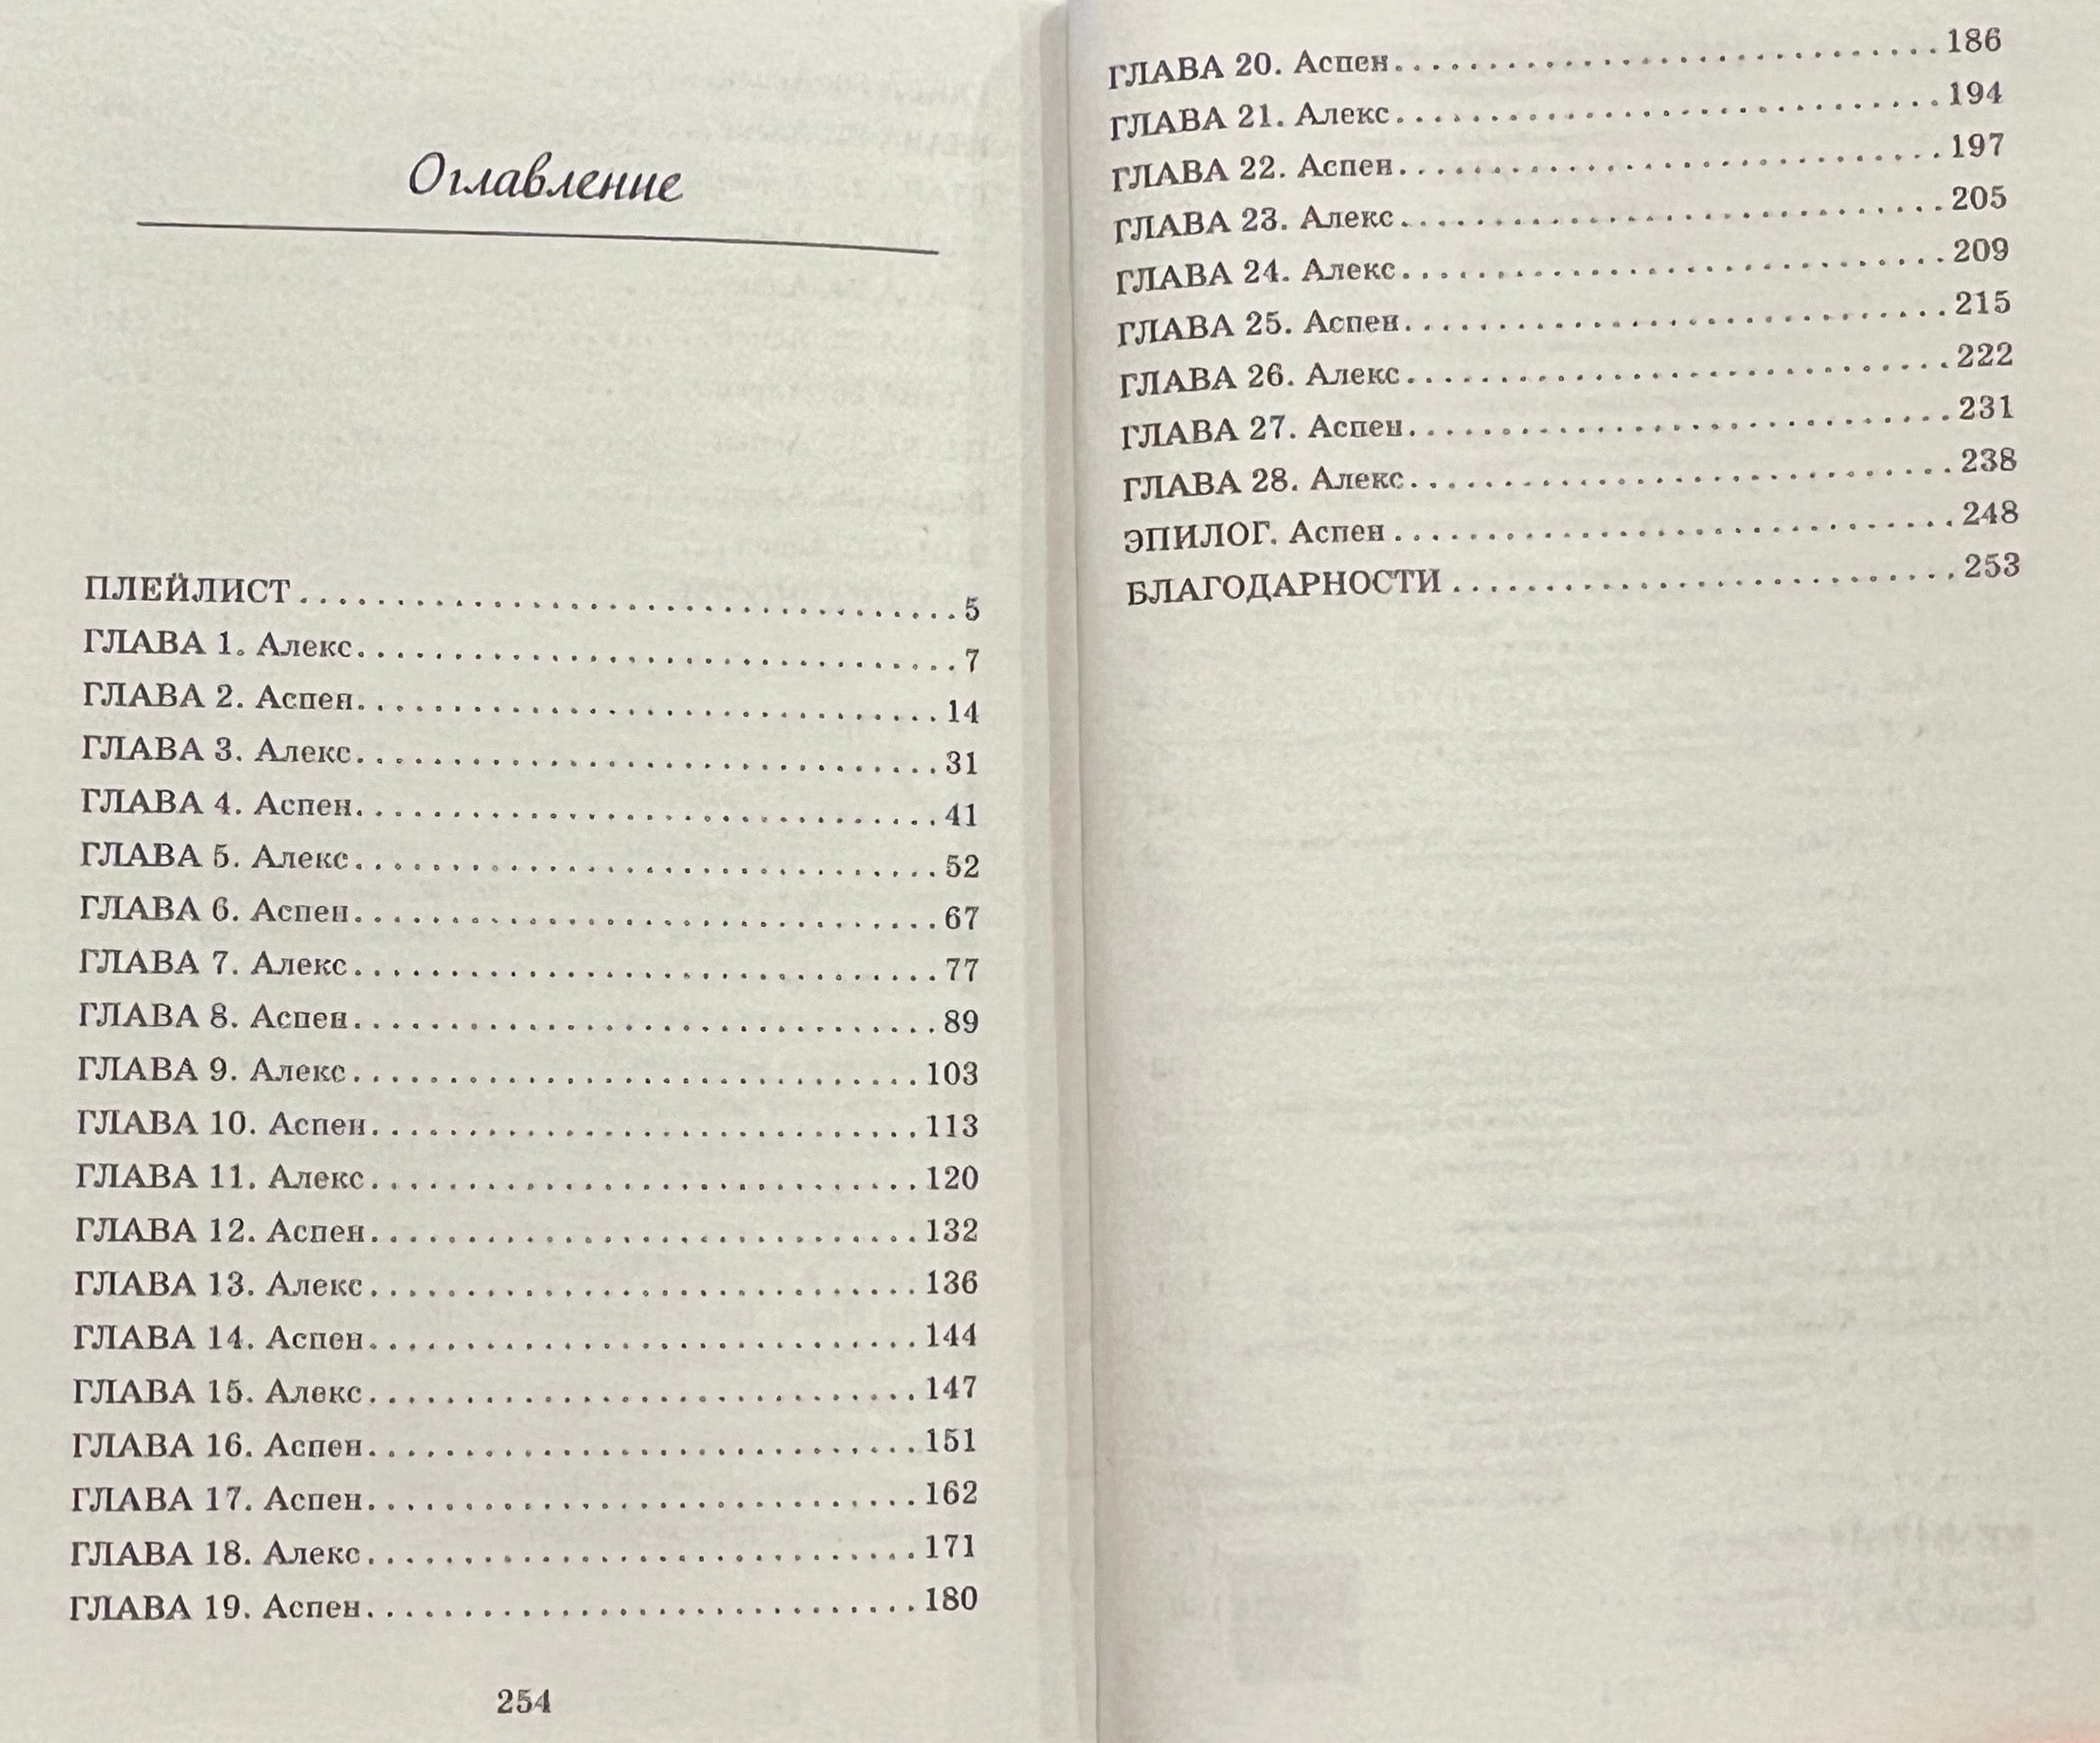 Оглавление
ПЛЕЙЛИСТ . . . . . . . . . . . . . . . . . . . . . . . . . . . . . . . . . . 5
ГЛАВА 1. Алекс. . . . . . . . . . . . . . . . . . . . . . . . . . . . . . . 7
ГЛАВА 2. Аспен. . . . . . . . . . . . . . . . . . . . . . . . . . . . . . 14
ГЛАВА 3. Алекс. . . . . . . . . . . . . . . . . . . . . . . . . . . . . . 31
ГЛАВА 4. Аспен. . . . . . . . . . . . . . . . . . . . . . . . . . . . . . 41
ГЛАВА 5. Алекс. . . . . . . . . . . . . . . . . . . . . . . . . . . . . . 52
ГЛАВА 6. Аспен. . . . . . . . . . . . . . . . . . . . . . . . . . . . . . 67
ГЛАВА 7. Алекс. . . . . . . . . . . . . . . . . . . . . . . . . . . . . . 77
ГЛАВА 8. Аспен. . . . . . . . . . . . . . . . . . . . . . . . . . . . . . 89
ГЛАВА 9. Алекс. . . . . . . . . . . . . . . . . . . . . . . . . . . . . 103
ГЛАВА 10. Аспен. . . . . . . . . . . . . . . . . . . . . . . . . . . . 113
ГЛАВА 11. Алекс. . . . . . . . . . . . . . . . . . . . . . . . . . . . 120
ГЛАВА 12. Аспен. . . . . . . . . . . . . . . . . . . . . . . . . . . . 132
ГЛАВА 13. Алекс. . . . . . . . . . . . . . . . . . . . . . . . . . . . 136
ГЛАВА 14. Аспен. . . . . . . . . . . . . . . . . . . . . . . . . . . . 144
ГЛАВА 15. Алекс. . . . . . . . . . . . . . . . . . . . . . . . . . . . 147
ГЛАВА 16. Аспен. . . . . . . . . . . . . . . . . . . . . . . . . . . . 151
ГЛАВА 17. Аспен. . . . . . . . . . . . . . . . . . . . . . . . . . . . 162
ГЛАВА 18. Алекс. . . . . . . . . . . . . . . . . . . . . . . . . . . . 171
ГЛАВА 19. Аспен. . . . . . . . . . . . . . . . . . . . . . . . . . . . 180
254
ГЛАВА 20. Аспен. . . . . . . . . . . . . . . . . . . . . . . . . . . . 186
ГЛАВА 21. Алекс. . . . . . . . . . . . . . . . . . . . . . . . . . . . 194
ГЛАВА 22. Аспен. . . . . . . . . . . . . . . . . . . . . . . . . . . . 197
ГЛАВА 23. Алекс. . . . . . . . . . . . . . . . . . . . . . . . . . . . 205
ГЛАВА 24. Алекс. . . . . . . . . . . . . . . . . . . . . . . . . . . . 209
ГЛАВА 25. Аспен. . . . . . . . . . . . . . . . . . . . . . . . . . . . 215
ГЛАВА 26. Алекс. . . . . . . . . . . . . . . . . . . . . . . . . . . . 222
ГЛАВА 27. Аспен. . . . . . . . . . . . . . . . . . . . . . . . . . . . 231
ГЛАВА 28. Алекс. . . . . . . . . . . . . . . . . . . . . . . . . . . . 238
ЭПИЛОГ. Аспен . . . . . . . . . . . . . . . . . . . . . . . . . . . . . 248
БЛАГОДАРНОСТИ . . . . . . . . . . . . . . . . . . . . . . . . . . 253